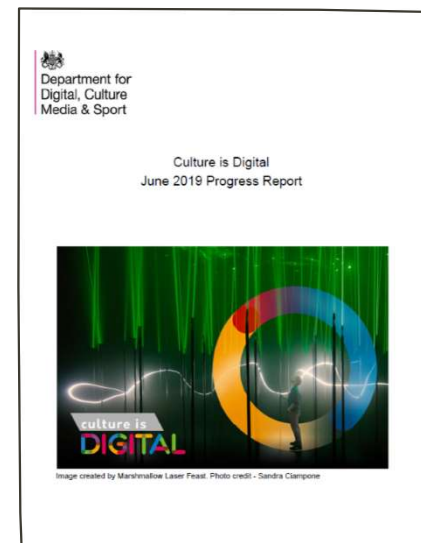 Department for
Digital, Culture
Media & Sport
Culture is Digital
June 2019 Progress Report
culture is
DIGITAL
Image created by Marshmallow Laser Feast. Photo credit - Sandra Ciampone